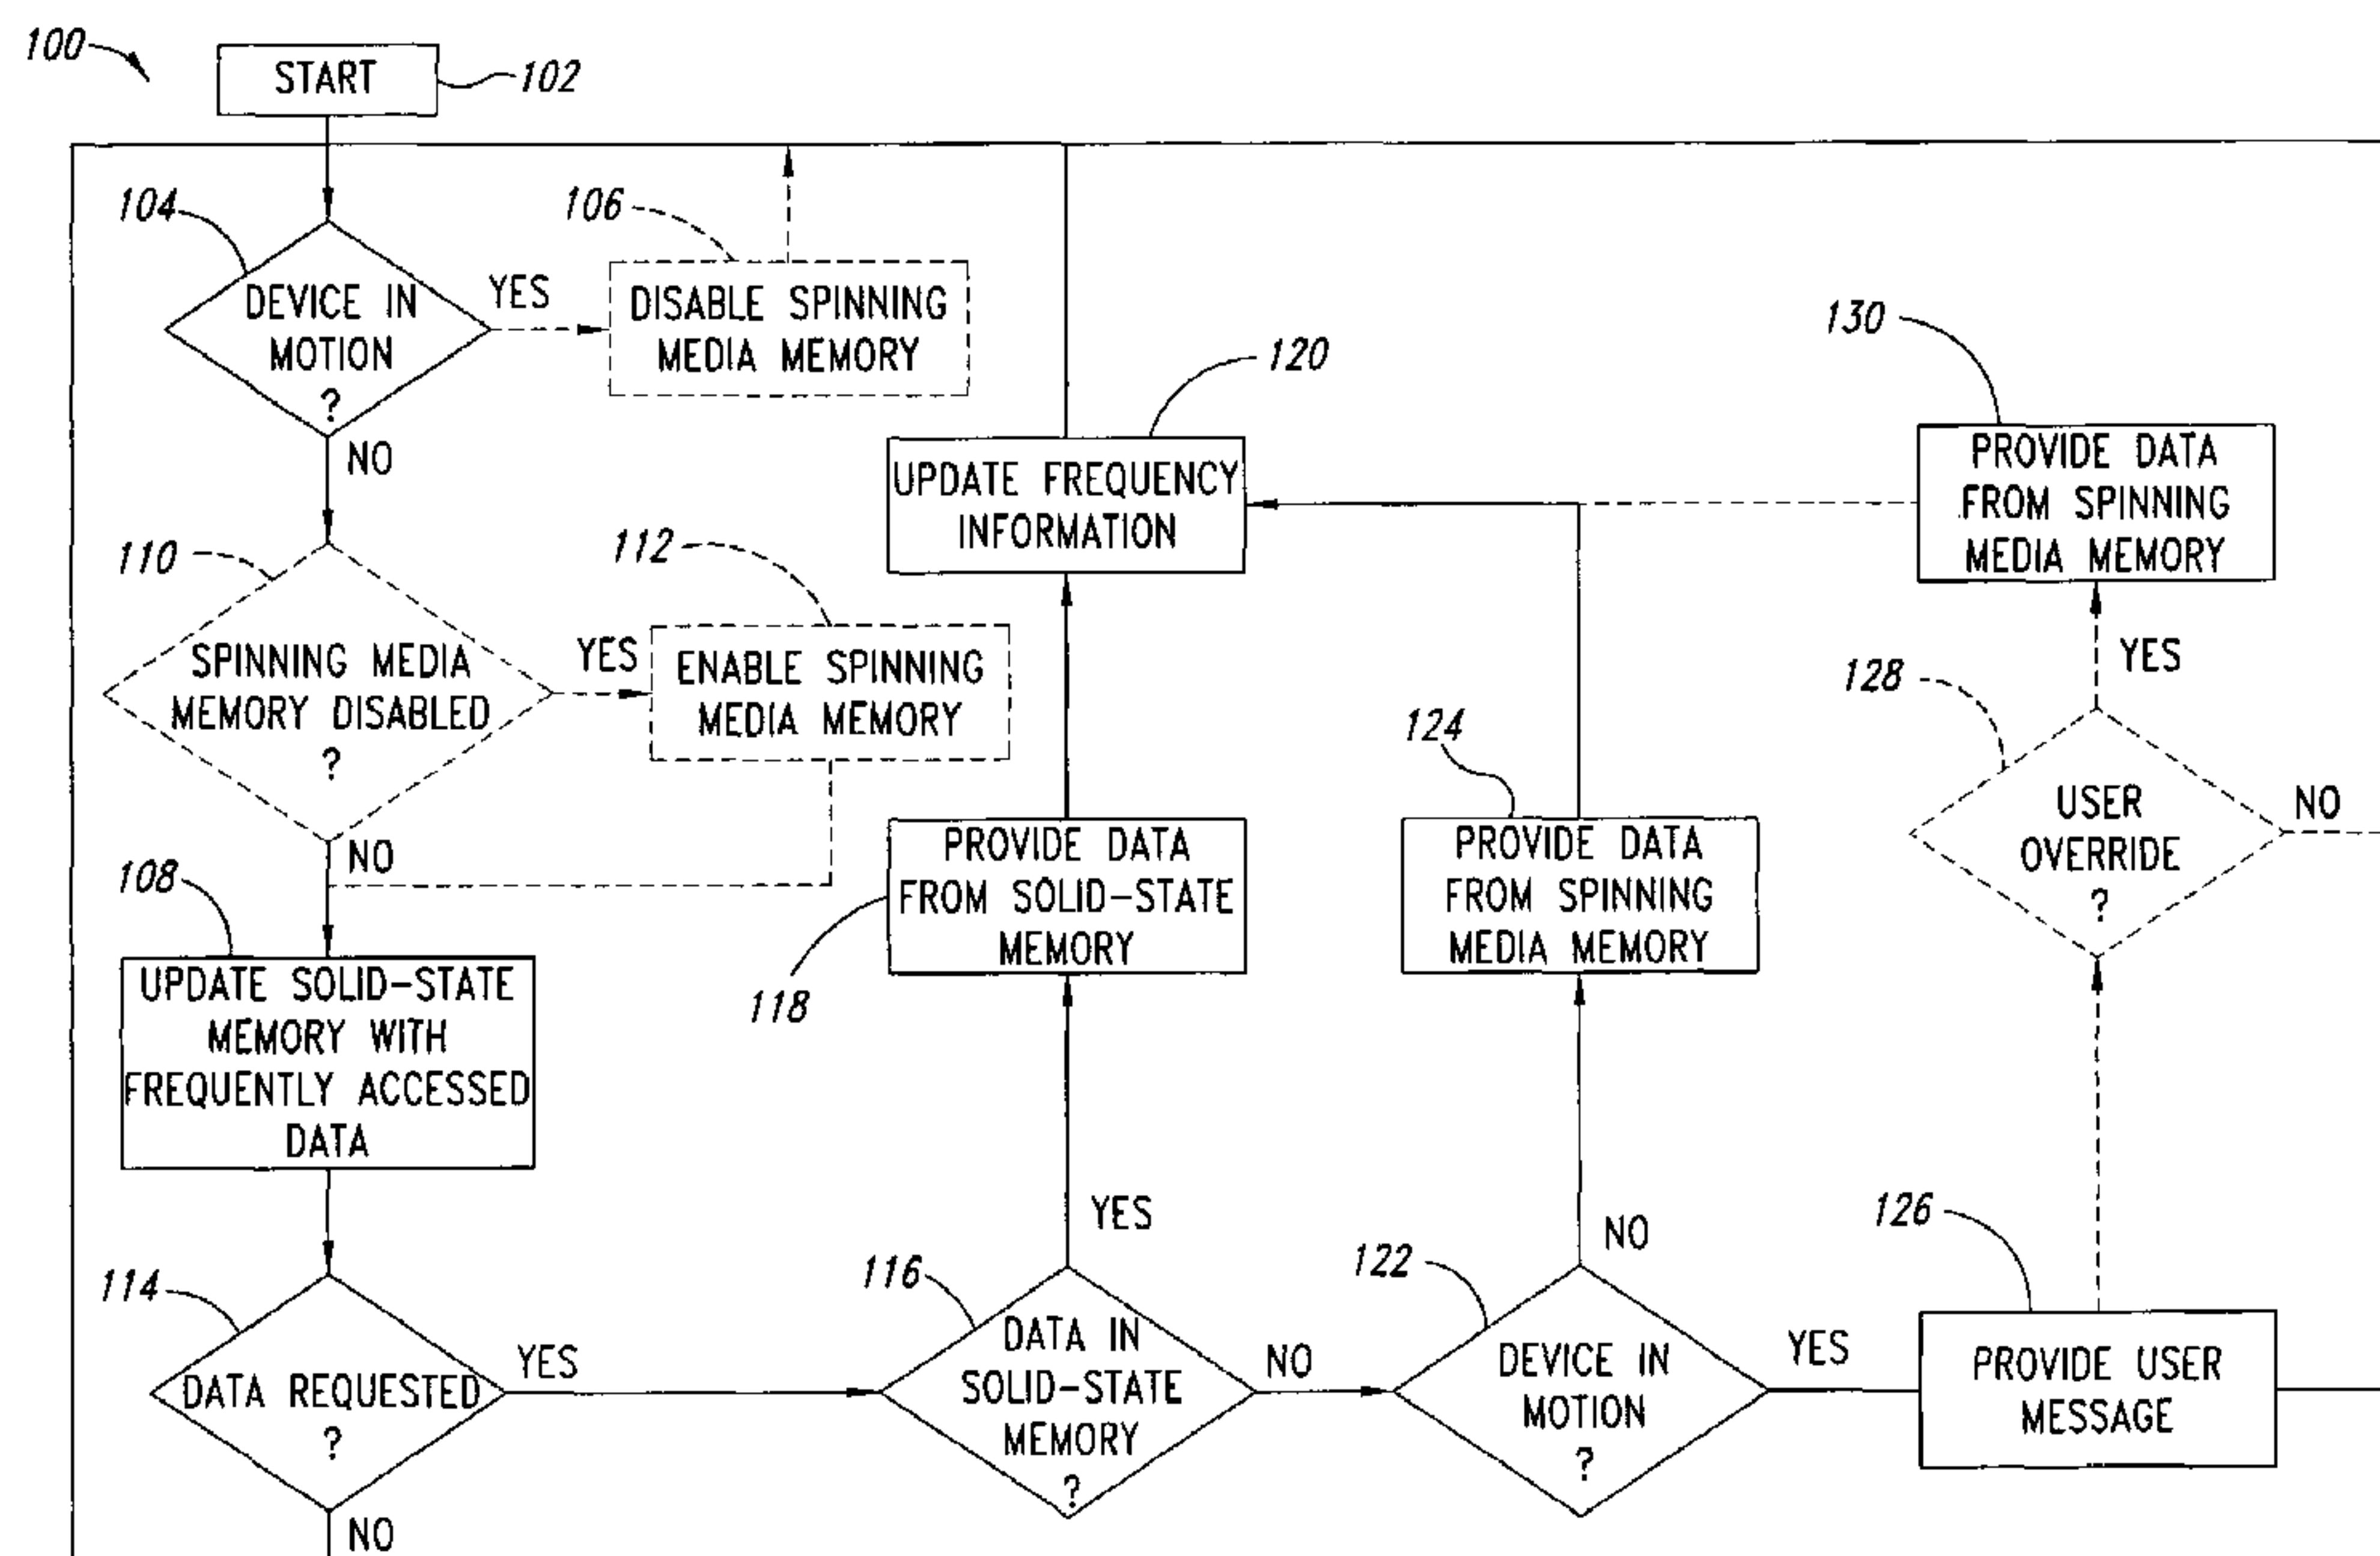 100
START
102
104
DEVICE IN
MOTION
?
YES
NO
106
DISABLE SPINNING
MEDIA MEMORY
110
SPINNING MEDIA
MEMORY DISABLED
?
YES
NO
112
ENABLE SPINNING
MEDIA MEMORY
108
UPDATE SOLID-STATE
MEMORY WITH
FREQUENTLY ACCESSED
DATA
114
DATA REQUESTED
?
YES
NO
120
UPDATE FREQUENCY
INFORMATION
118
PROVIDE DATA
FROM SOLID-STATE
MEMORY
YES
116
DATA IN
SOLID-STATE
MEMORY
?
NO
124
PROVIDE DATA
FROM SPINNING
MEDIA MEMORY
NO
122
DEVICE IN
MOTION
?
YES
130
PROVIDE DATA
FROM SPINNING
MEDIA MEMORY
YES
128
USER
OVERRIDE
?
NO
126
PROVIDE USER
MESSAGE